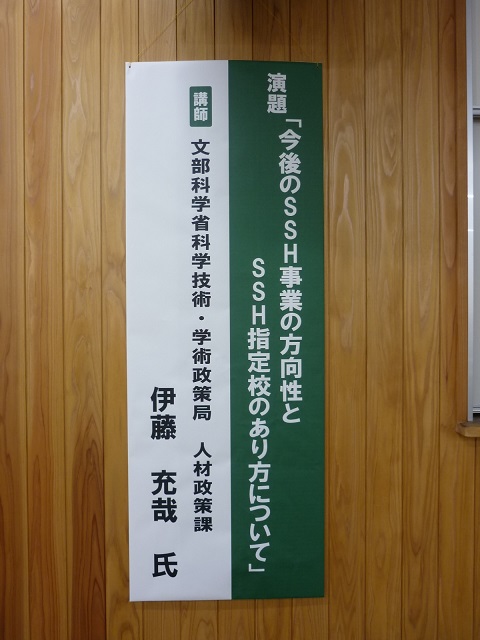 演題「今後のSSH事業の方向性と
SSH指定校のあり方について」
講師 文部科学省科学技術・学術政策局 人材政策課
伊藤 充哉 氏